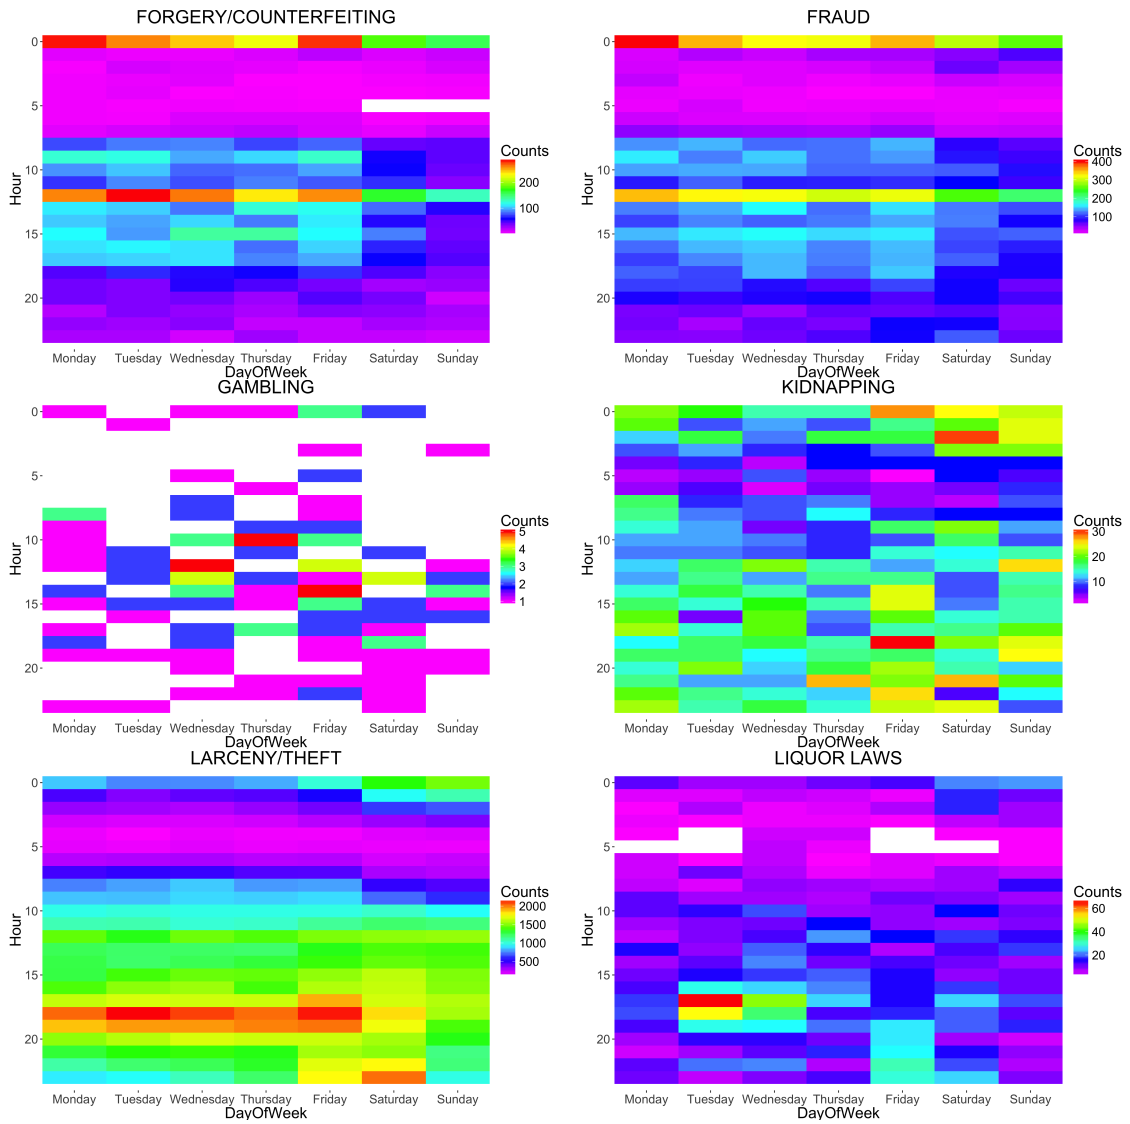 FORGERY/COUNTERFEITING
0
5
10
15
20
Hour
Monday Tuesday Wednesday Thursday Friday Saturday Sunday
DayOfWeek
Counts
200
100
FRAUD
0
5
10
15
20
Hour
Monday Tuesday Wednesday Thursday Friday Saturday Sunday
DayOfWeek
Counts
400
300
200
100
GAMBLING
0
5
10
15
20
Hour
Monday Tuesday Wednesday Thursday Friday Saturday Sunday
DayOfWeek
Counts
5
4
3
2
1
KIDNAPPING
0
5
10
15
20
Hour
Monday Tuesday Wednesday Thursday Friday Saturday Sunday
DayOfWeek
Counts
30
20
10
LARCENY/THEFT
0
5
10
15
20
Hour
Monday Tuesday Wednesday Thursday Friday Saturday Sunday
DayOfWeek
Counts
2000
1500
1000
500
LIQUOR LAWS
0
5
10
15
20
Hour
Monday Tuesday Wednesday Thursday Friday Saturday Sunday
DayOfWeek
Counts
60
40
20